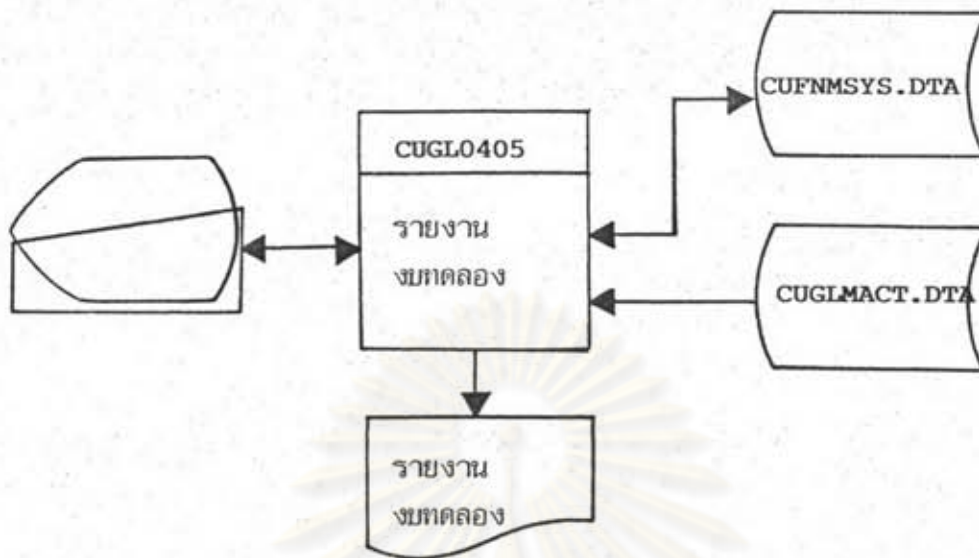 CUFNMSYS.DTA
CUGL0405
รายงาน
งบทดลอง
CUGLMACT.DTA
รายงาน
งบทดลอง